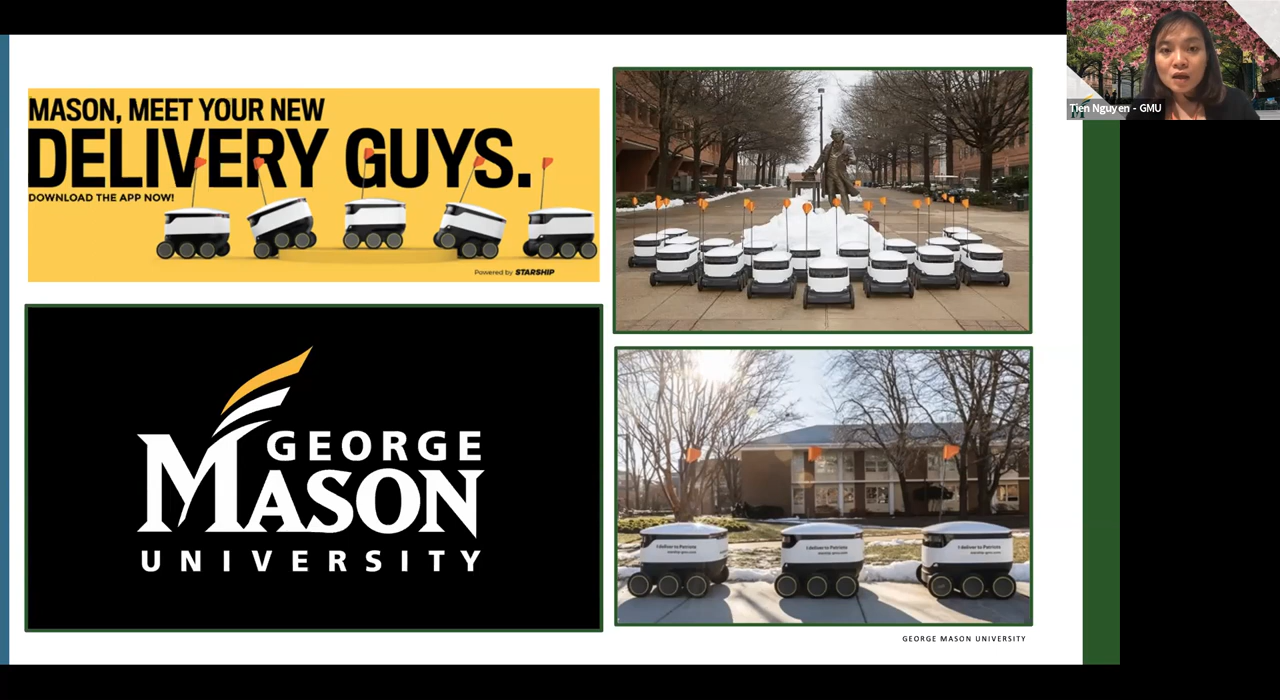 MASON, MEET YOUR NEW
DELIVERY GUYS.
DOWNLOAD THE APP NOW!
Powered by STARSHIP
GEORGE
MASON
UNIVERSITY
I deliver to Patriots
I deliver to Patriots
I deliver to Patriots
GEORGE MASON UNIVERSITY
Tien Nguyen - GMU